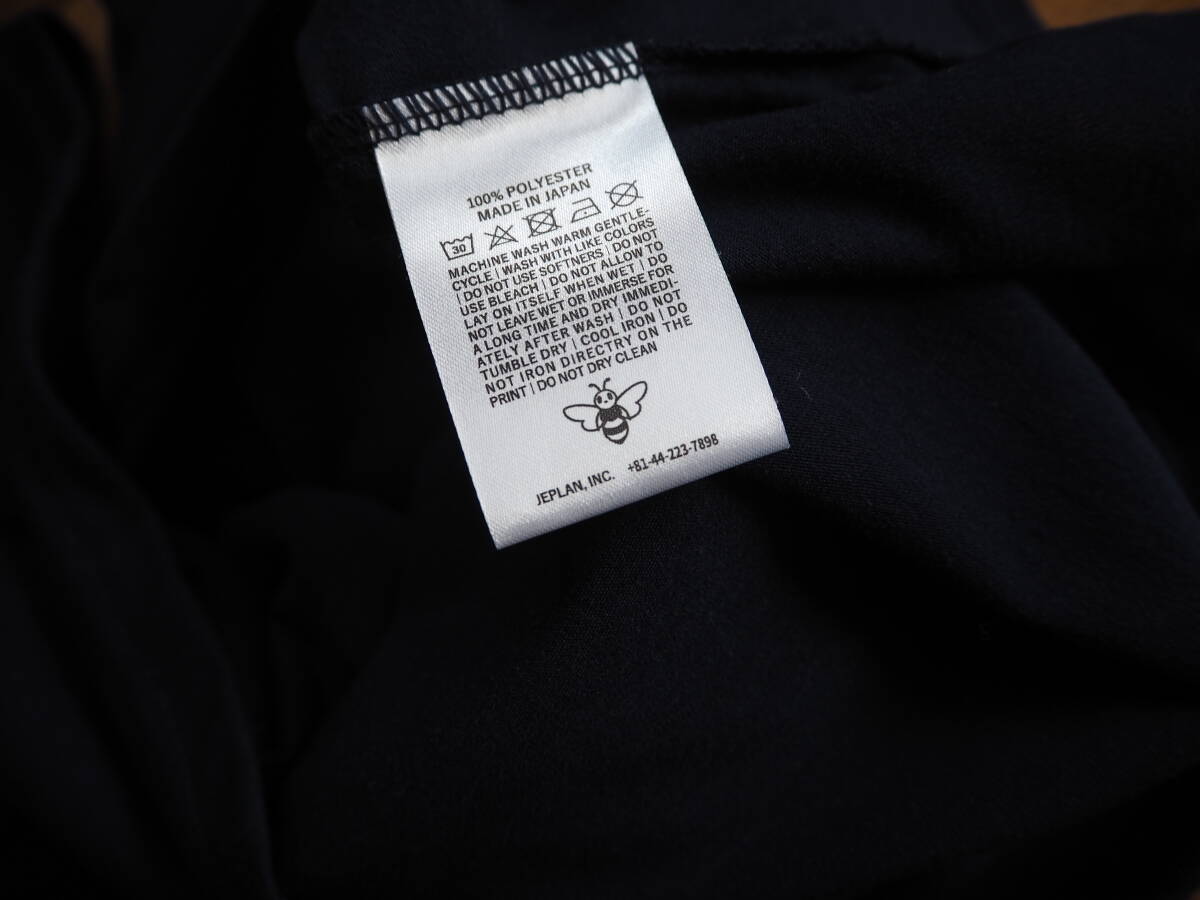 100% POLYESTER
MADE IN JAPAN
30
MACHINE WASH WARM GENTLE-
CYCLE | WASH WITH LIKE COLORS
| DO NOT USE SOFTNERS | DO NOT
USE BLEACH | DO NOT ALLOW TO
LAY ON ITSELF WHEN WET | DO
NOT LEAVE WET OR IMMERSE FOR
A LONG TIME AND DRY IMMEDI-
ATELY AFTER WASH | DO NOT
TUMBLE DRY | COOL IRON | DO
NOT IRON DIRECTRY ON THE
PRINT | DO NOT DRY CLEAN
JEPLAN, INC. +81-44-223-7898